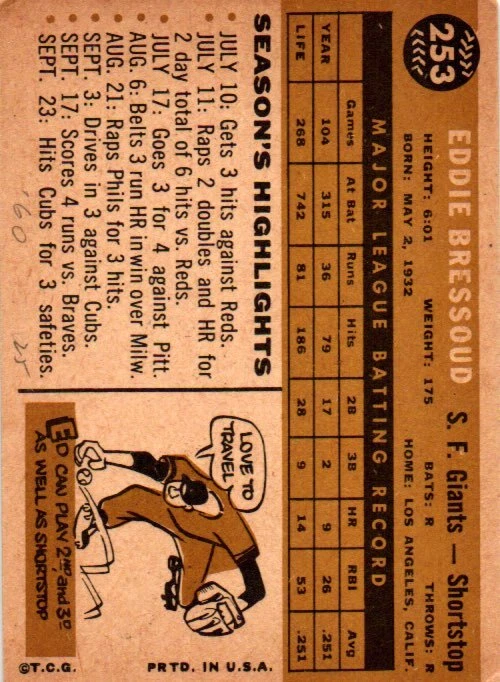 253
EDDIE BRESSOUD S. F. Giants — Shortstop
HEIGHT: 6:01 WEIGHT: 175 BATS: R THROWS: R
BORN: MAY 2, 1932 HOME: LOS ANGELES, CALIF.
MAJOR LEAGUE BATTING RECORD
Games At Bat Runs Hits 2B 3B HR RBI Avg
YEAR 104 315 36 79 17 2 9 26 .251
LIFE 268 742 81 186 28 9 14 53 .251
SEASON'S HIGHLIGHTS
JULY 10: Gets 3 hits against Reds.
JULY 11: Raps 2 doubles and HR for
2 day total of 6 hits vs. Reds.
JULY 17: Goes 3 for 4 against Pitt.
AUG. 6: Belts 3 run HR in win over Milw.
AUG. 21: Raps Phils for 3 hits.
SEPT. 3: Drives in 3 against Cubs.
SEPT. 17: Scores 4 runs vs. Braves.
SEPT. 23: Hits Cubs for 3 safeties.
'60 25
LOVE TO
TRAVEL
ED CAN PLAY 2ND and 3D
AS WELL AS SHORTSTOP
©T.C.G. PRTD. IN U.S.A.